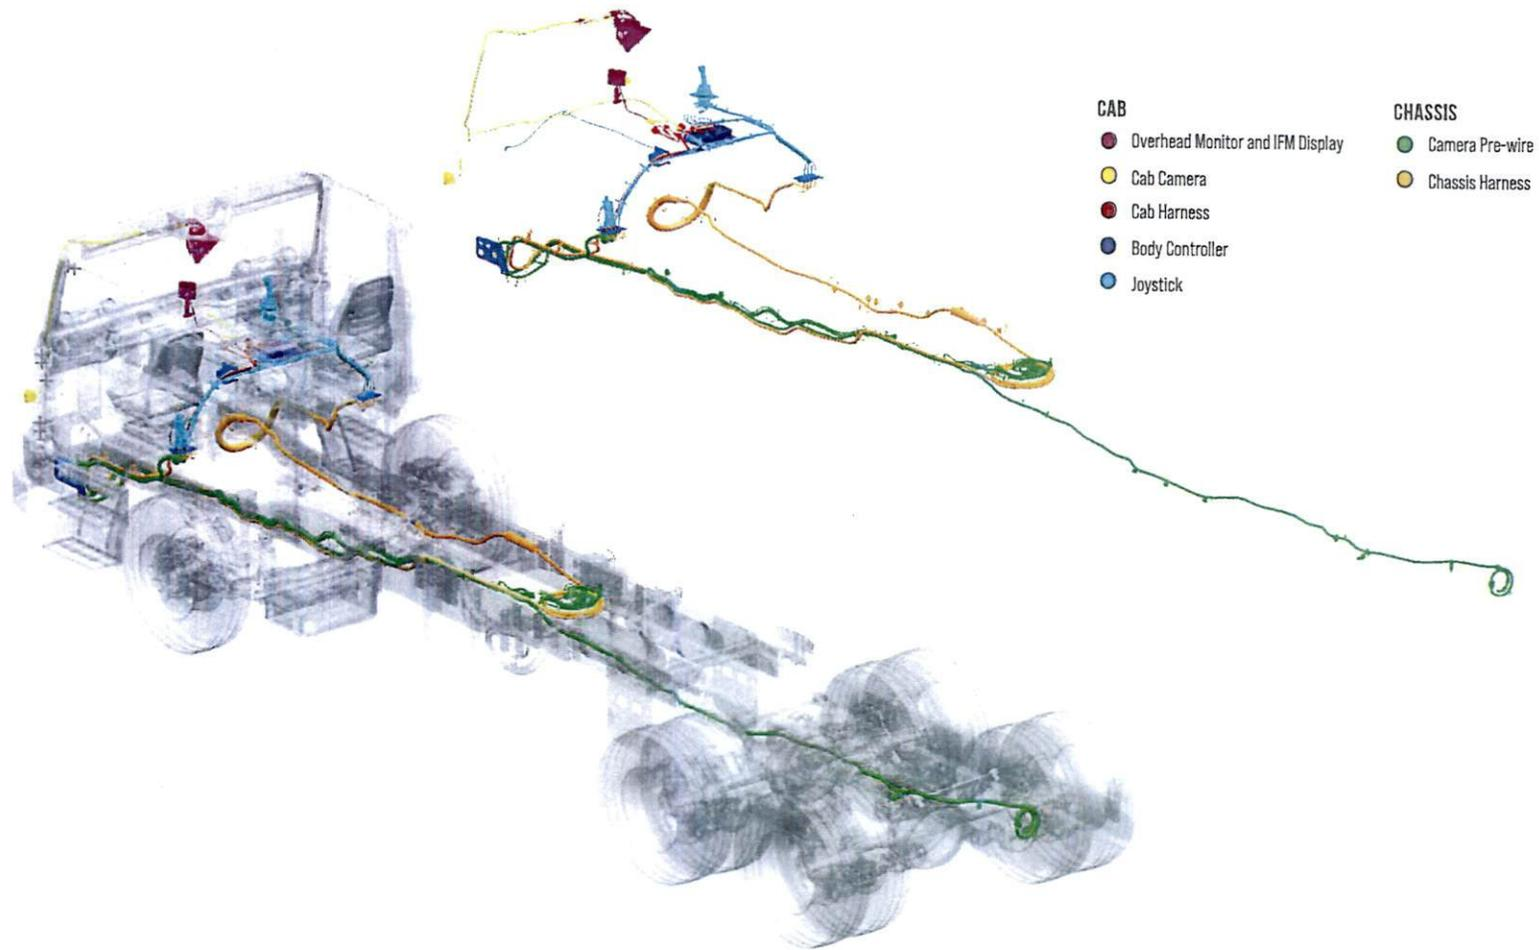 CAB
Overhead Monitor and IFM Display
Cab Camera
Cab Harness
Body Controller
Joystick
CHASSIS
Camera Pre-wire
Chassis Harness